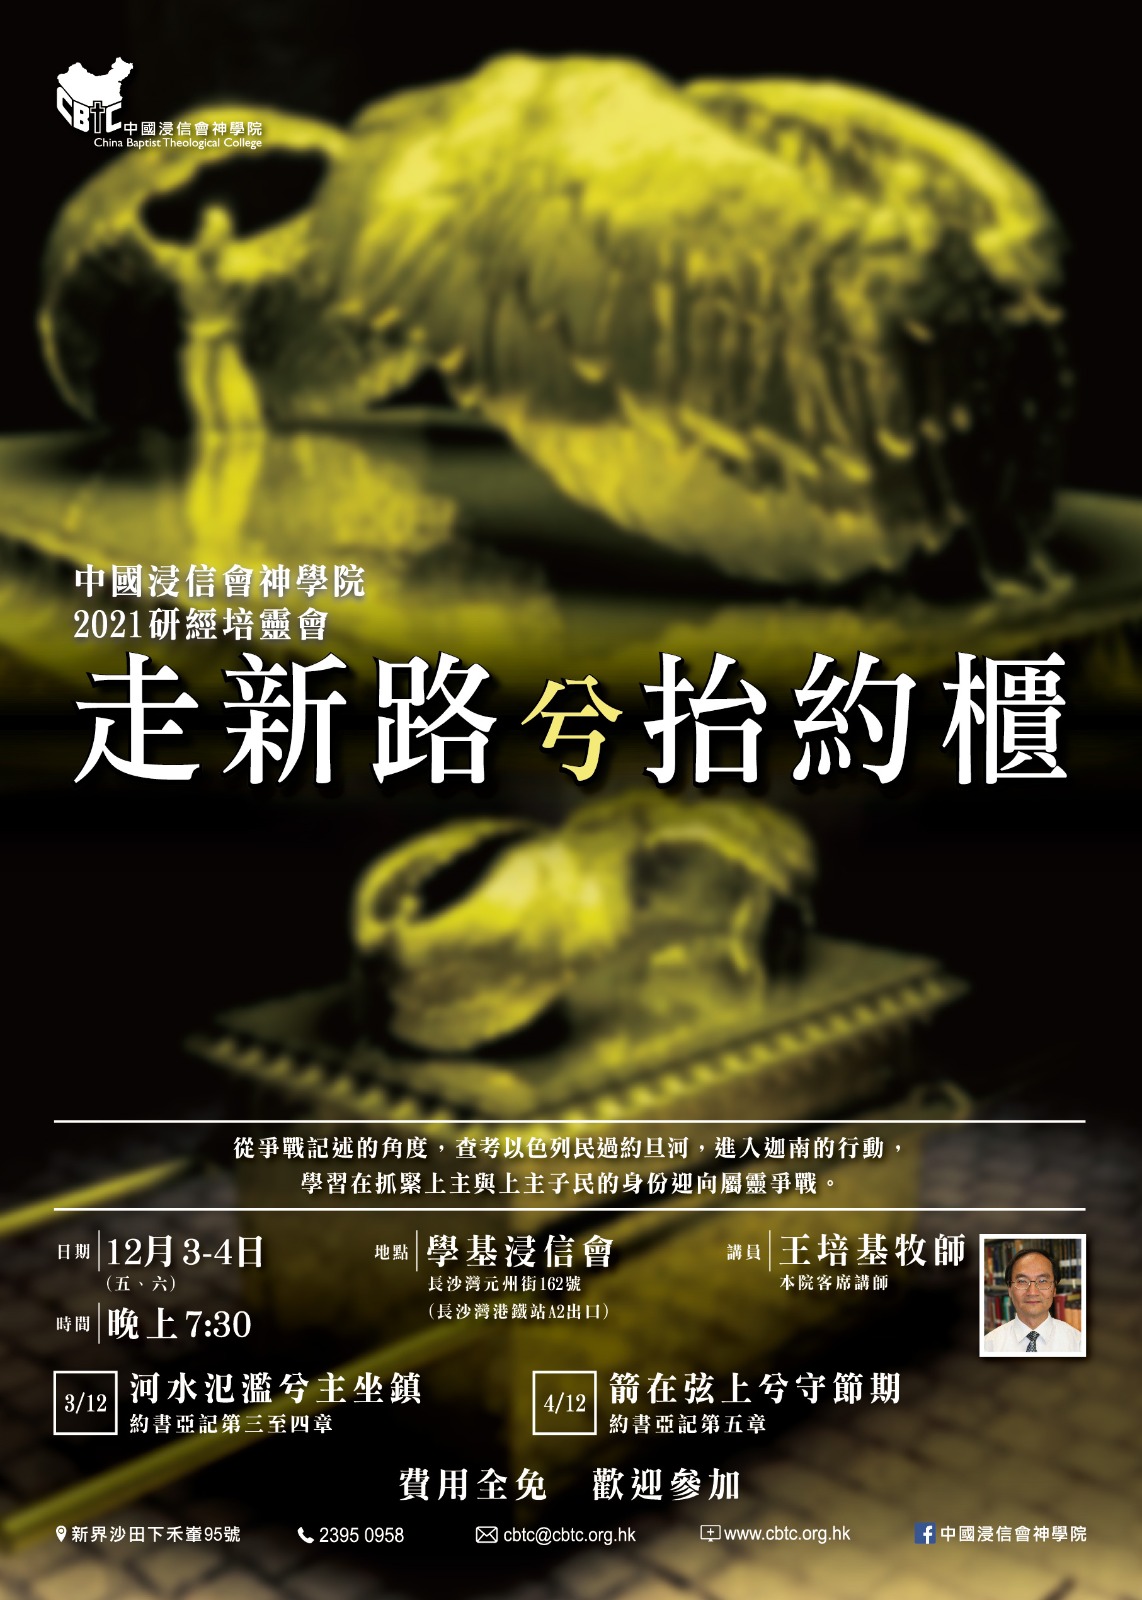 CBTC
中國浸信會神學院
China Baptist Theological College
中國浸信會神學院
2021研經培靈會
走新路兮抬約櫃
從爭戰記述的角度，查考以色列民過約旦河，進入迦南的行動，
學習在抓緊上主與上主子民的身份迎向屬靈爭戰。
日期 12月3-4日
（五、六）
時間 晚上7:30
地點 學基浸信會
長沙灣元州街162號
（長沙灣港鐵站A2出口）
講員 王培基牧師
本院客席講師
3/12 河水氾濫兮主坐鎮
約書亞記第三至四章
4/12 箭在弦上兮守節期
約書亞記第五章
費用全免 歡迎參加
新界沙田下禾輋95號 2395 0958 cbtc@cbtc.org.hk www.cbtc.org.hk 中國浸信會神學院